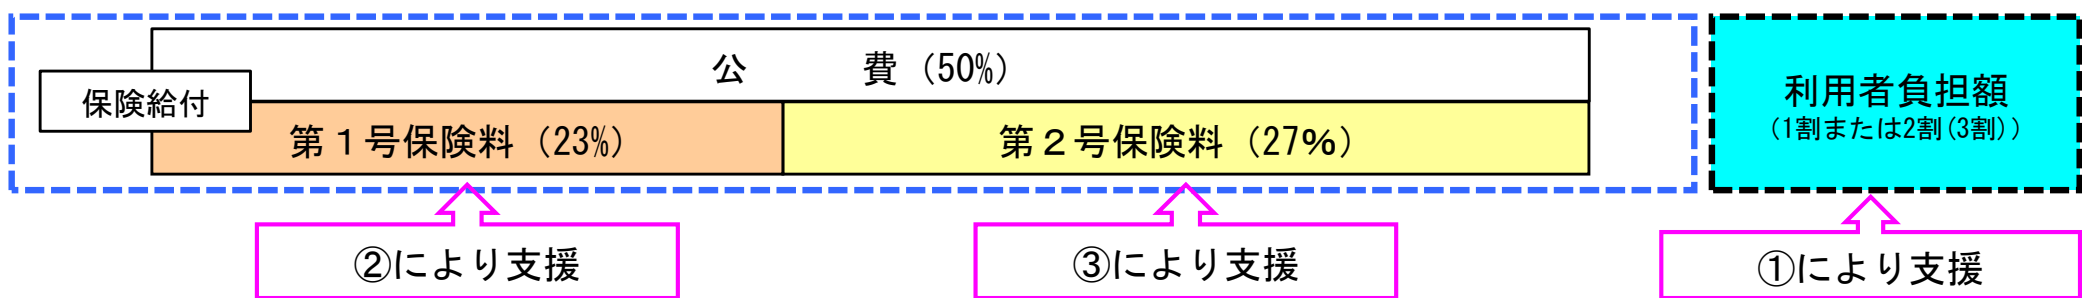 公　　　費（50%）
保険給付
第１号保険料（23%）
第２号保険料（27%）
利用者負担額
（1割または2割(3割)）
②により支援
③により支援
①により支援